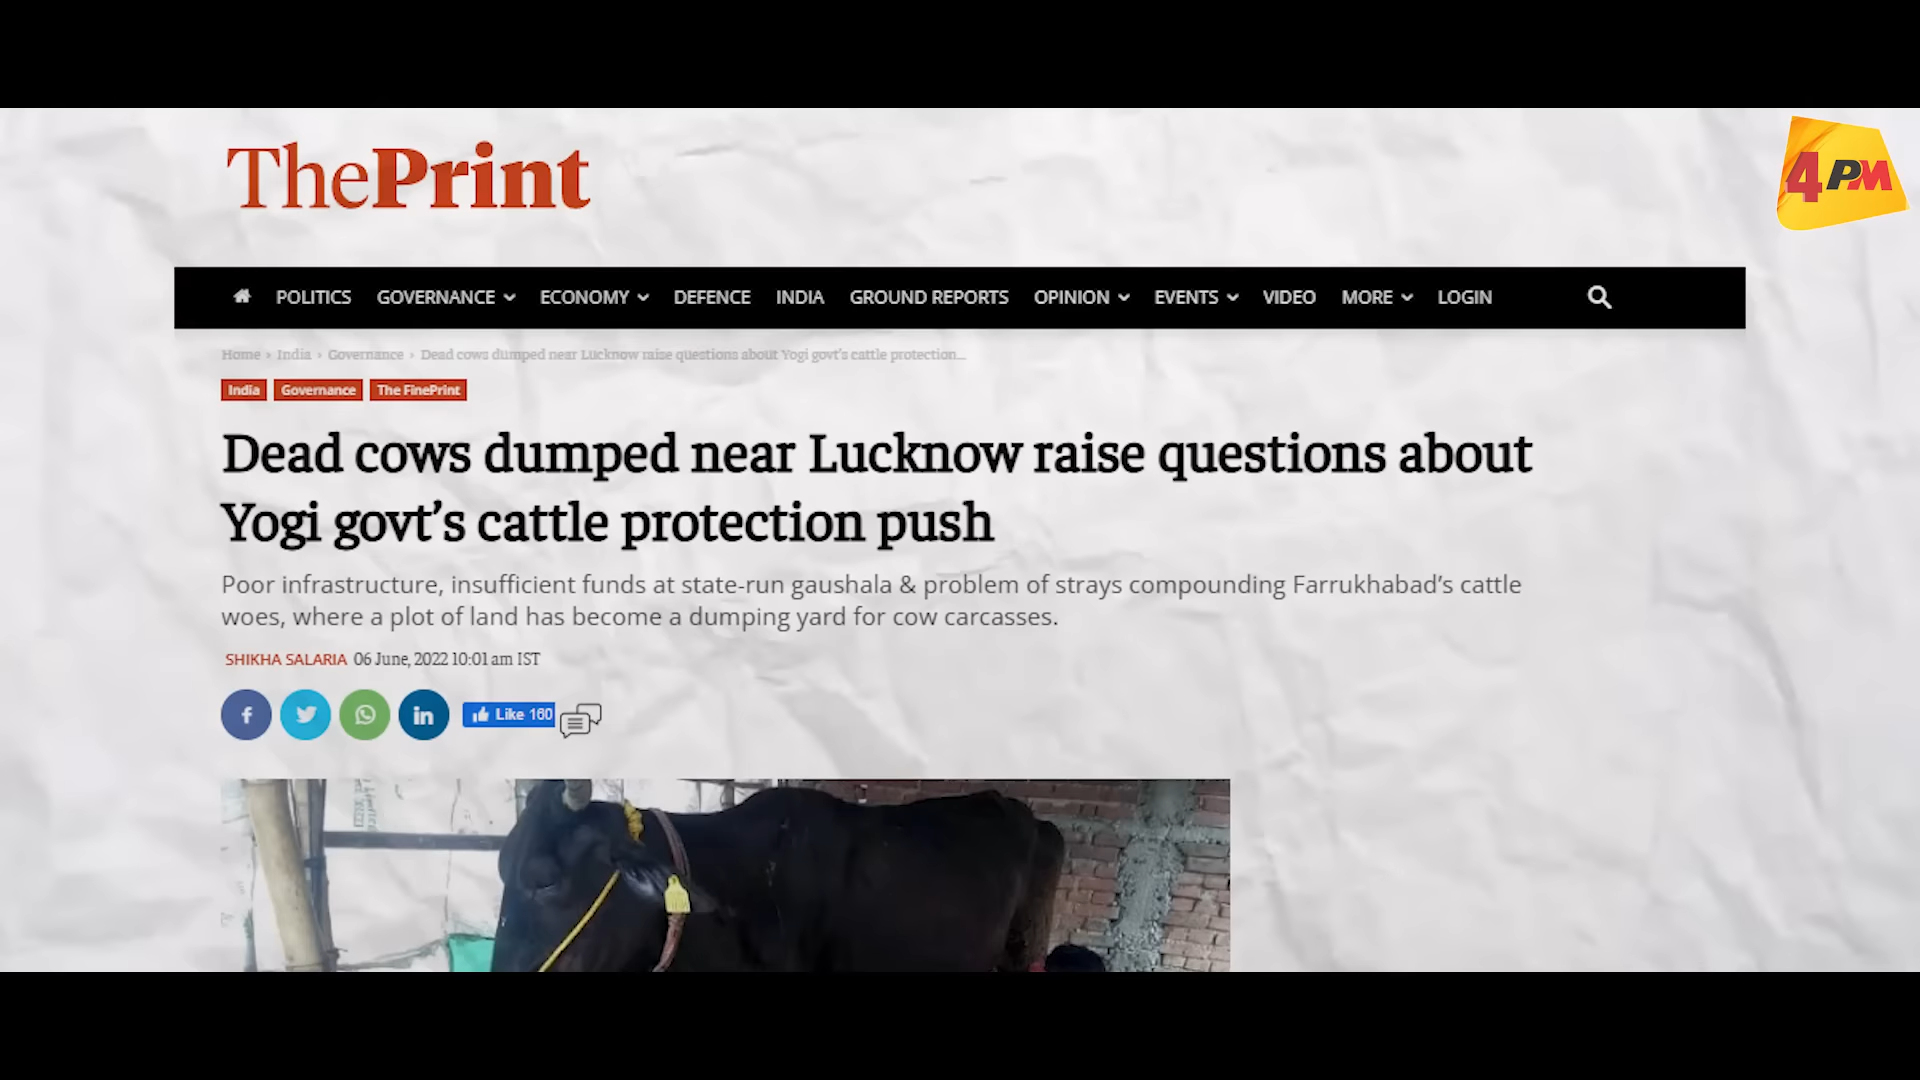 ThePrint
4PM
POLITICS GOVERNANCE ECONOMY DEFENCE INDIA GROUND REPORTS OPINION EVENTS VIDEO MORE LOGIN
Home › India › Governance › Dead cows dumped near Lucknow raise questions about Yogi govt's cattle protection...
India Governance The FinePrint
Dead cows dumped near Lucknow raise questions about
Yogi govt’s cattle protection push
Poor infrastructure, insufficient funds at state-run gaushala & problem of strays compounding Farrukhabad’s cattle
woes, where a plot of land has become a dumping yard for cow carcasses.
SHIKHA SALARIA 06 June, 2022 10:01 am IST
f in Like 160